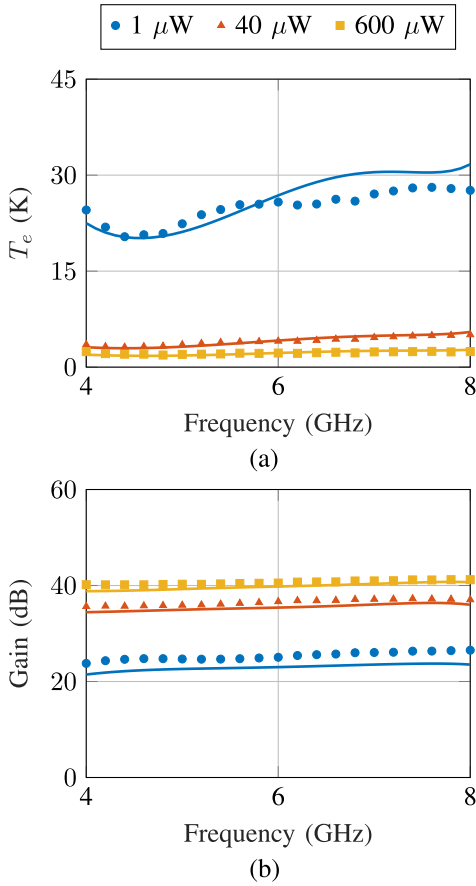 1 μW 40 μW 600 μW
45
30
15
0
T_e (K)
4 6 8
Frequency (GHz)
(a)
60
40
20
0
Gain (dB)
4 6 8
Frequency (GHz)
(b)